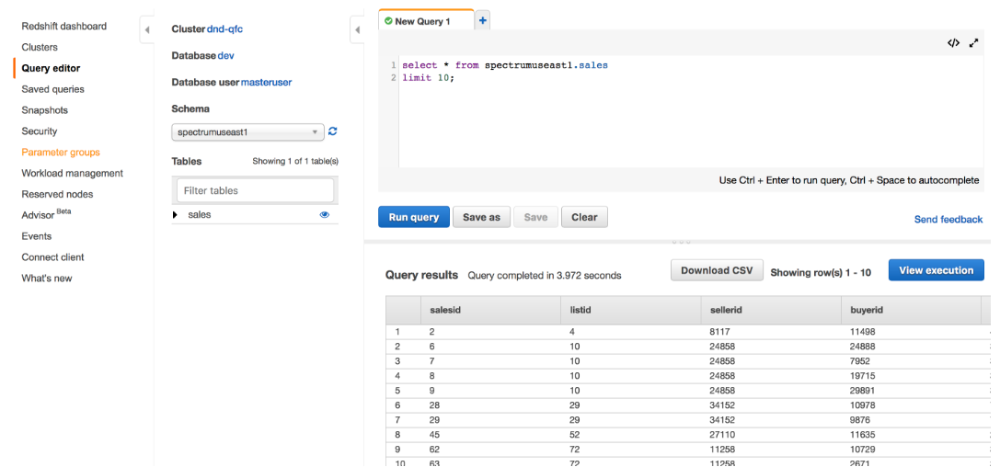 Redshift dashboard
Clusters
Query editor
Saved queries
Snapshots
Security
Parameter groups
Workload management
Reserved nodes
Advisor Beta
Events
Connect client
What's new
Cluster dnd-qfc
Database dev
Database user masteruser
Schema
spectrumuseast1
Tables Showing 1 of 1 table(s)
Filter tables
sales
New Query 1 +
</>
1 select * from spectrumuseast1.sales
2 limit 10;
Use Ctrl + Enter to run query, Ctrl + Space to autocomplete
Run query Save as Save Clear Send feedback
Query results Query completed in 3.972 seconds Download CSV Showing row(s) 1 - 10 View execution
salesid listid sellerid buyerid
1 2 4 8117 11498
2 6 10 24858 24888
3 7 10 24858 7952
4 8 10 24858 19715
5 9 10 24858 29891
6 28 29 34152 10978
7 29 29 34152 9876
8 45 52 27110 11635
9 62 72 11258 10729
10 63 72 11258 2671